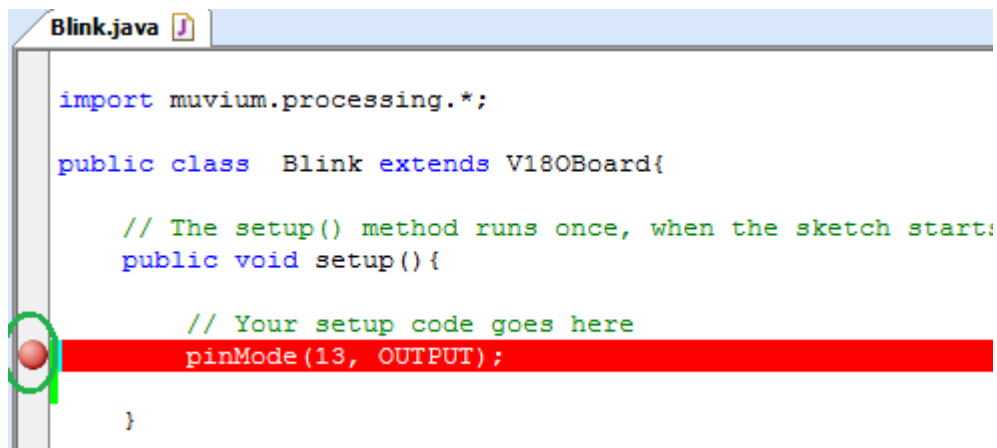 Blink.java J
import muvium.processing.*;
public class  Blink extends V18OBoard{
// The setup() method runs once, when the sketch starts
public void setup(){
// Your setup code goes here
pinMode(13, OUTPUT);
}